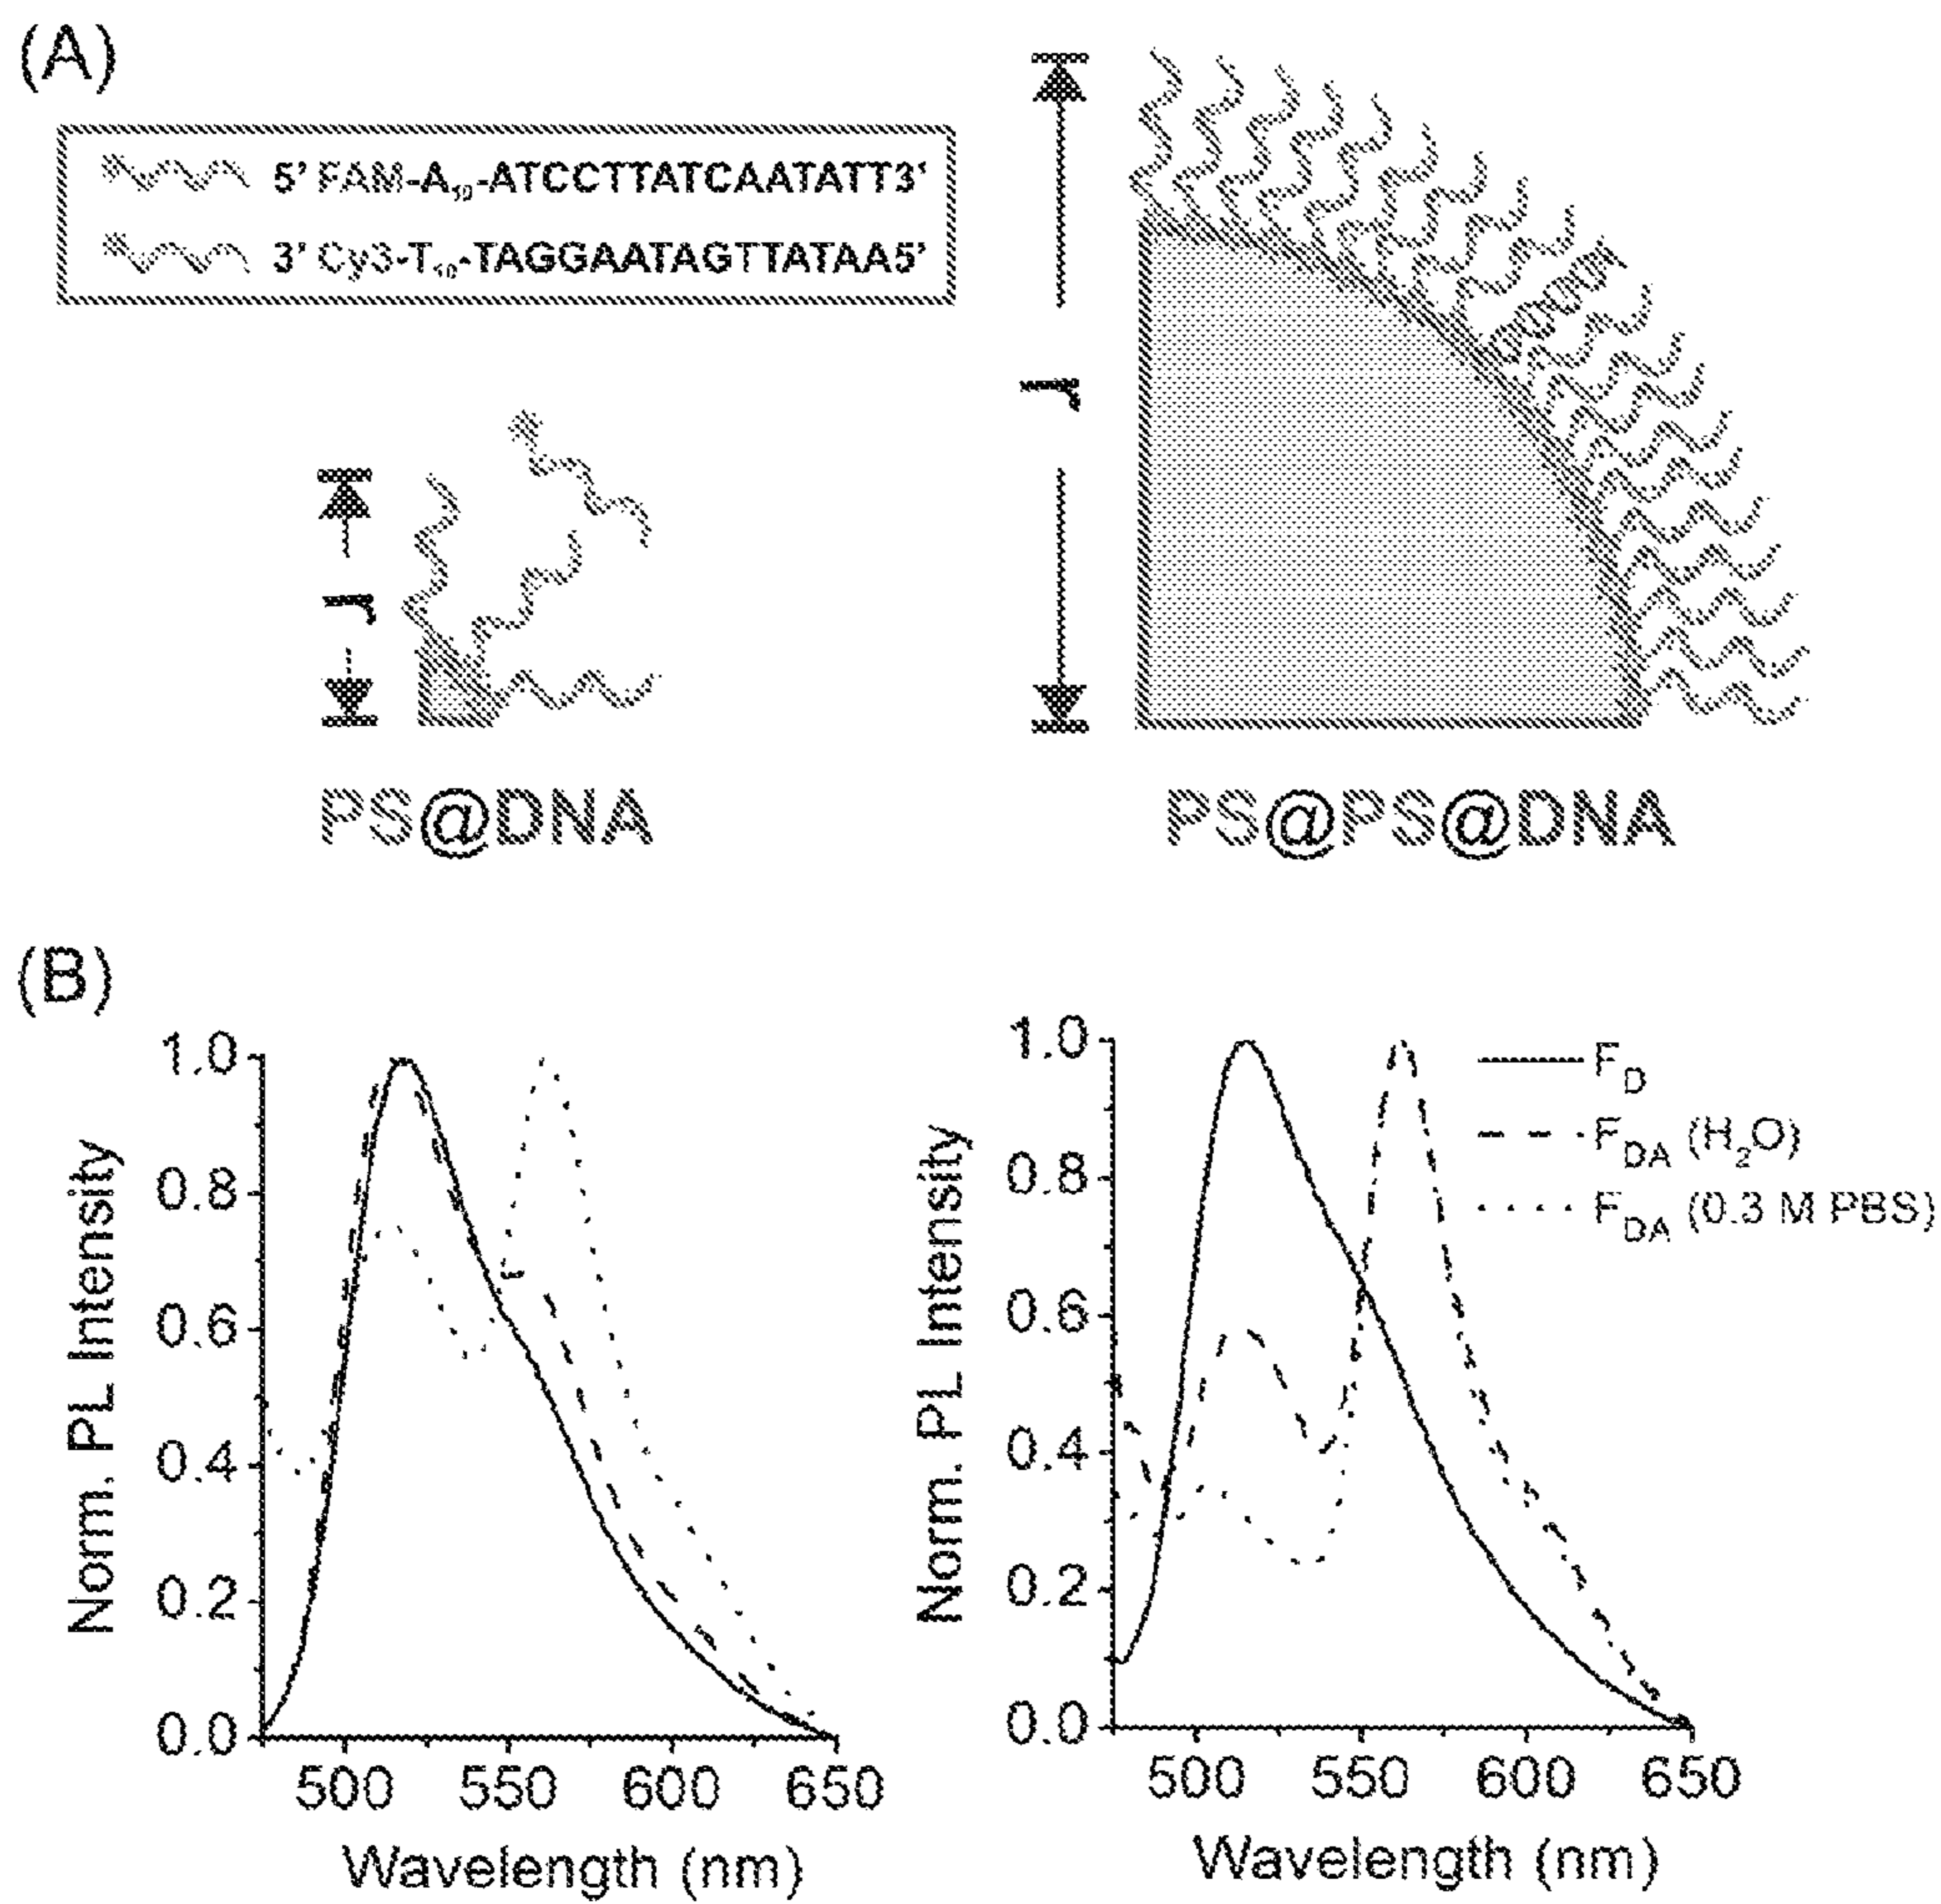 (A)
5' FAM-A₁₀-ATCCTTATCAATATT3'
3' Cy3-T₁₀-TAGGAATAGTTATAA5'
r
r
PS@DNA
PS@PS@DNA
(B)
Norm. PL Intensity
1.0
0.8
0.6
0.4
0.2
0.0
500 550 600 650
Wavelength (nm)
Norm. PL Intensity
1.0
0.8
0.6
0.4
0.2
0.0
500 550 600 650
Wavelength (nm)
F_D
F_DA (H₂O)
F_DA (0.3 M PBS)